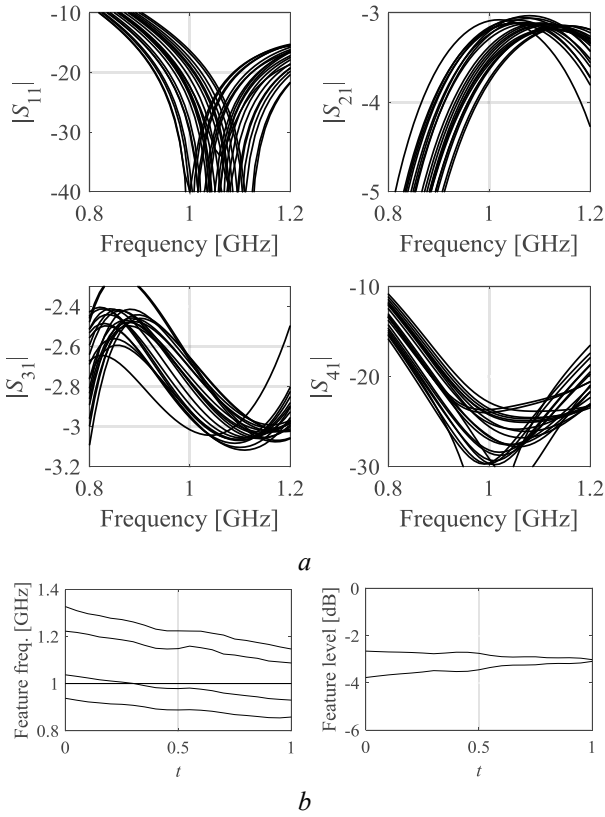 -10
-20
-30
-40
|S11|
0.8 1 1.2
Frequency [GHz]
-3
-4
-5
|S21|
0.8 1 1.2
Frequency [GHz]
-2.4
-2.6
-2.8
-3
-3.2
|S31|
0.8 1 1.2
Frequency [GHz]
-10
-20
-30
|S41|
0.8 1 1.2
Frequency [GHz]
a
1.4
1.2
1
0.8
Feature freq. [GHz]
0 0.5 1
t
0
-2
-4
-6
Feature level [dB]
0 0.5 1
t
b